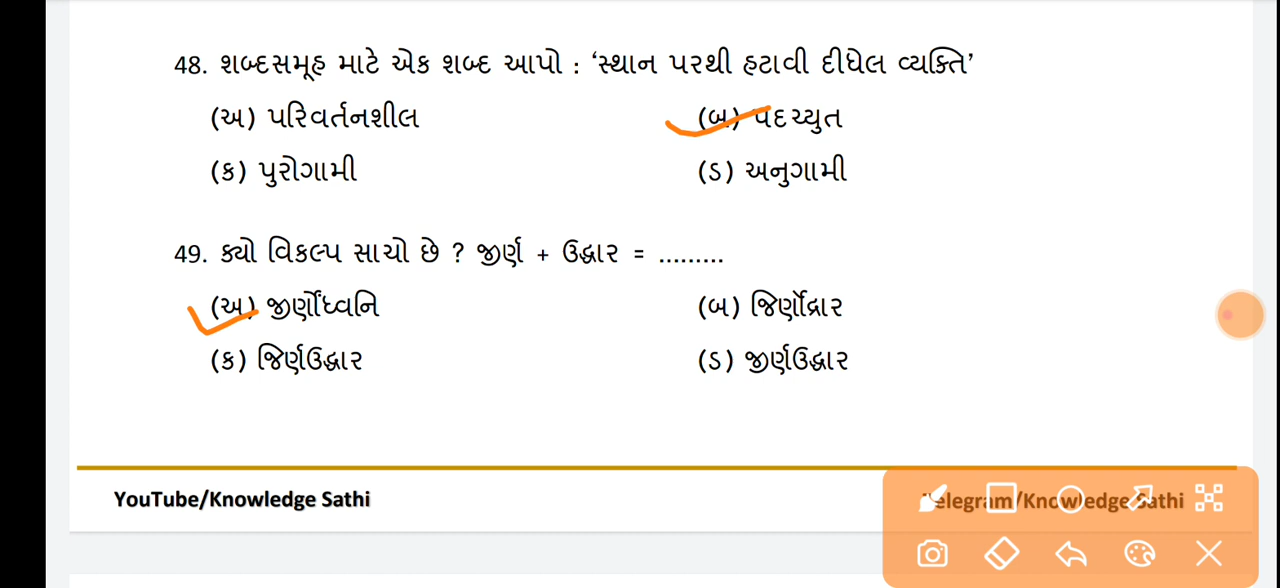 48. શબ્દસમૂહ માટે એક શબ્દ આપો : ‘સ્થાન પરથી હટાવી દીધેલ વ્યક્તિ’
(અ) પરિવર્તનશીલ (બ) પદચ્યુત
(ક) પુરોગામી (ડ) અનુગામી
49. ક્યો વિકલ્પ સાચો છે ? જીર્ણ + ઉદ્ધાર = .........
(અ) જીર્ણોંધ્વનિ (બ) જિર્ણોદ્રાર
(ક) જિર્ણઉદ્ધાર (ડ) જીર્ણઉદ્ધાર
YouTube/Knowledge Sathi Telegram/Knowledge Sathi